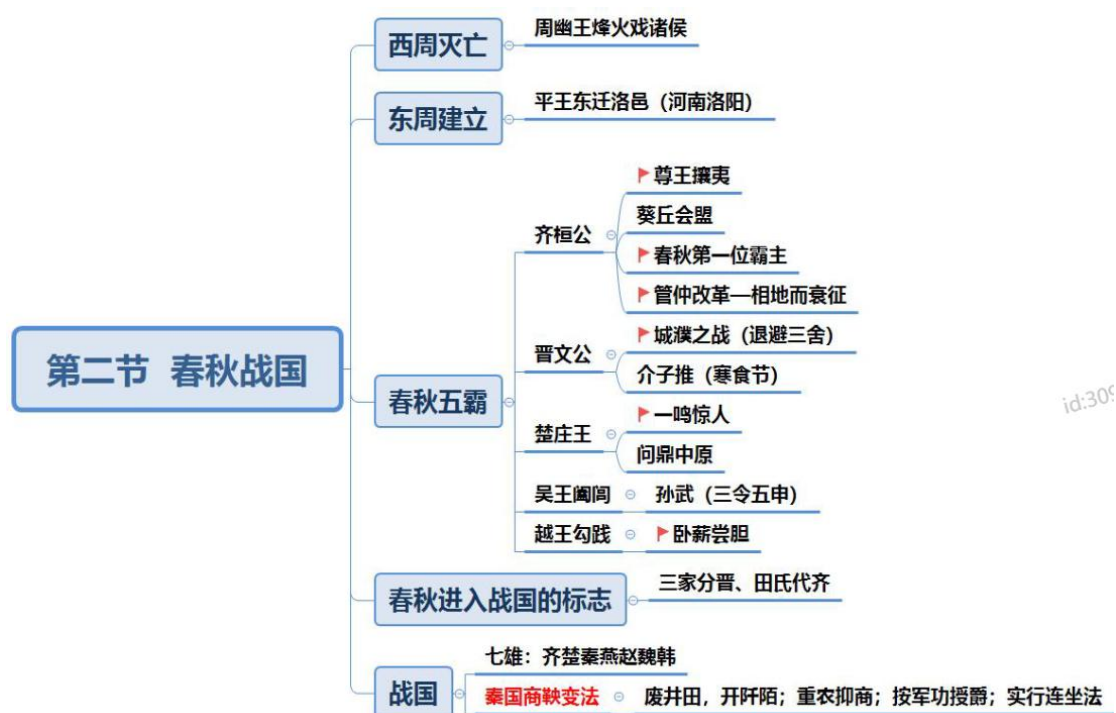 第二节 春秋战国
西周灭亡
周幽王烽火戏诸侯
东周建立
平王东迁洛邑（河南洛阳）
春秋五霸
齐桓公
尊王攘夷
葵丘会盟
春秋第一位霸主
管仲改革—相地而衰征
晋文公
城濮之战（退避三舍）
介子推（寒食节）
楚庄王
一鸣惊人
问鼎中原
吴王阖闾
孙武（三令五申）
越王勾践
卧薪尝胆
春秋进入战国的标志
三家分晋、田氏代齐
战国
七雄：齐楚秦燕赵魏韩
秦国商鞅变法
废井田，开阡陌；重农抑商；按军功授爵；实行连坐法
id:309